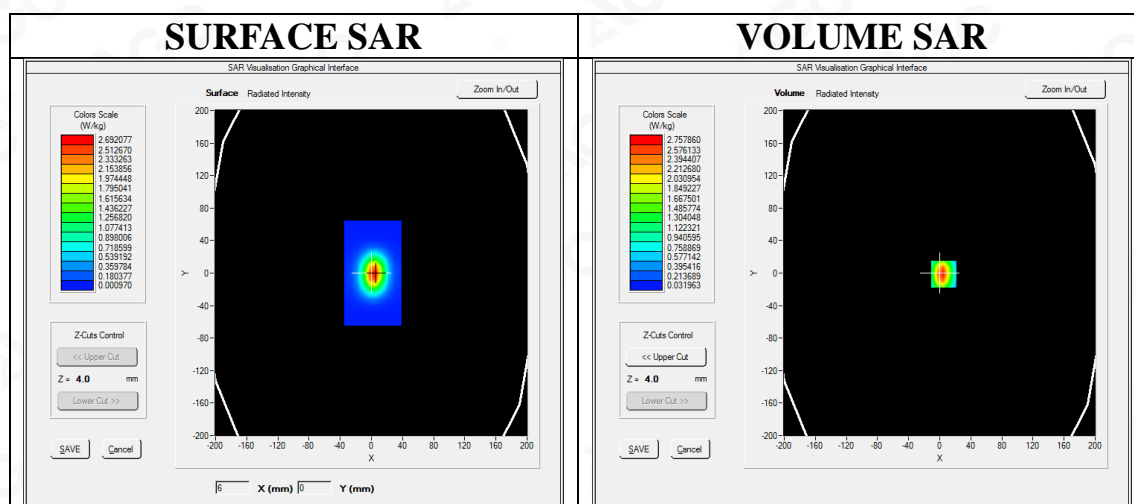 SURFACE SAR
SAR Visualisation Graphical Interface
Surface Radiated Intensity
Zoom In/Out
Colors Scale
(W/kg)
2.692077
2.512670
2.333263
2.153856
1.974448
1.795041
1.615634
1.436227
1.256820
1.077413
0.898006
0.718599
0.539192
0.359784
0.180377
0.000970
Z-Cuts Control
<< Upper Cut
Z = 4.0 mm
Lower Cut >>
SAVE Cancel
200
160
120
80
40
0
-40
-80
-120
-160
-200
Y
-200 -160 -120 -80 -40 0 40 80 120 160 200
X
6 X (mm) 0 Y (mm)
VOLUME SAR
SAR Visualisation Graphical Interface
Volume Radiated Intensity
Zoom In/Out
Colors Scale
(W/kg)
2.757860
2.576133
2.394407
2.212680
2.030954
1.849227
1.667501
1.485774
1.304048
1.122321
0.940595
0.758869
0.577142
0.395416
0.213689
0.031963
Z-Cuts Control
<< Upper Cut
Z = 4.0 mm
Lower Cut >>
SAVE Cancel
200
160
120
80
40
0
-40
-80
-120
-160
-200
Y
-200 -160 -120 -80 -40 0 40 80 120 160 200
X